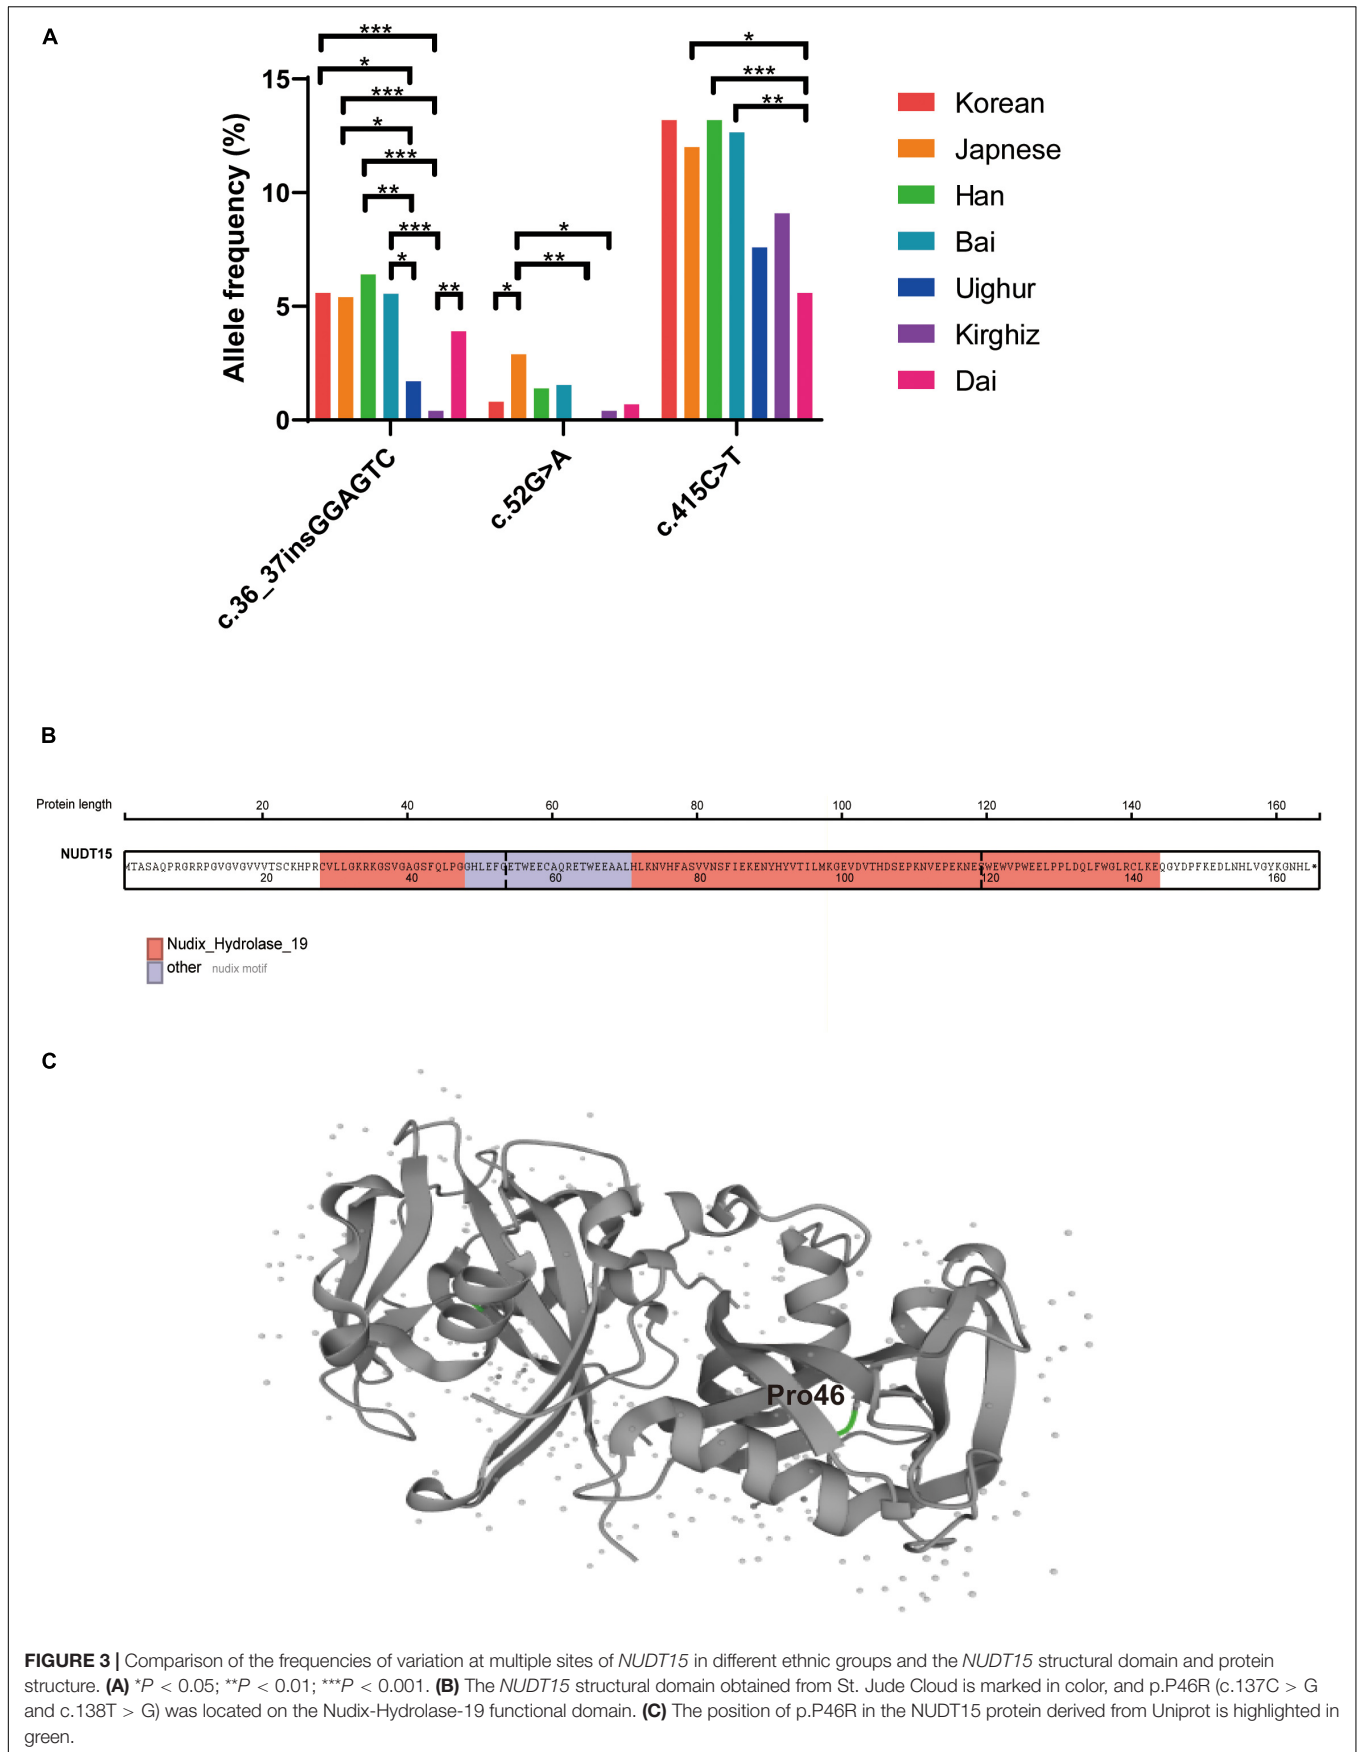 A
***
*
***
*
***
**
***
*
**
*
**
*
*
***
**
15
10
5
0
Allele frequency (%)
c.36_37insGGAGTC
c.52G>A
c.415C>T
Korean
Japnese
Han
Bai
Uighur
Kirghiz
Dai
B
Protein length 20 40 60 80 100 120 140 160
NUDT15
MTASAQPRGRRPGVGVGVVVTSCKHPRCVLLGKRKGSVGAGSFQLPGGHLEFGETWEECAQRETWEEAALHLKNVHFASVVNSFIEKENYHYVTILMKGEVDVTHDSEPKNVEPEKNESWEWVPWEELPPLDQLFWGLRCLKEQGYDPFKEDLNHLVGYKGNHL*
20 40 60 80 100 120 140 160
Nudix_Hydrolase_19
other nudix motif
C
Pro46
FIGURE 3 | Comparison of the frequencies of variation at multiple sites of NUDT15 in different ethnic groups and the NUDT15 structural domain and protein
structure. (A) *P < 0.05; **P < 0.01; ***P < 0.001. (B) The NUDT15 structural domain obtained from St. Jude Cloud is marked in color, and p.P46R (c.137C > G
and c.138T > G) was located on the Nudix-Hydrolase-19 functional domain. (C) The position of p.P46R in the NUDT15 protein derived from Uniprot is highlighted in
green.